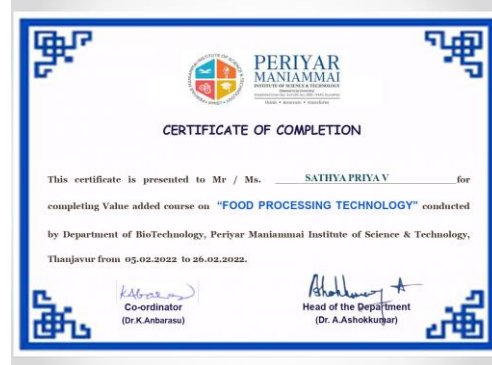 PERIYAR
MANIAMMAI
INSTITUTE OF SCIENCE & TECHNOLOGY
think • innovate • transform
CERTIFICATE OF COMPLETION
This certificate is presented to Mr / Ms. SATHYA PRIYA V for
completing Value added course on "FOOD PROCESSING TECHNOLOGY" conducted
by Department of BioTechnology, Periyar Maniammai Institute of Science & Technology,
Thanjavur from 05.02.2022 to 26.02.2022.
Co-ordinator
(Dr.K.Anbarasu)
Head of the Department
(Dr. A.Ashokkumar)